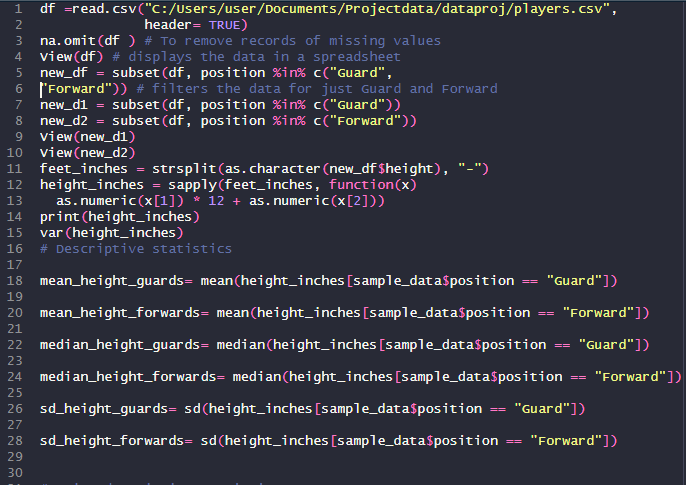 1 df =read.csv("C:/Users/user/Documents/Projectdata/dataproj/players.csv",
2 header= TRUE)
3 na.omit(df ) # To remove records of missing values
4 View(df) # displays the data in a spreadsheet
5 new_df = subset(df, position %in% c("Guard",
6 "Forward")) # filters the data for just Guard and Forward
7 new_d1 = subset(df, position %in% c("Guard"))
8 new_d2 = subset(df, position %in% c("Forward"))
9 View(new_d1)
10 View(new_d2)
11 feet_inches = strsplit(as.character(new_df$height), "-")
12 height_inches = sapply(feet_inches, function(x)
13 as.numeric(x[1]) * 12 + as.numeric(x[2]))
14 print(height_inches)
15 var(height_inches)
16 # Descriptive statistics
17
18 mean_height_guards= mean(height_inches[sample_data$position == "Guard"])
19
20 mean_height_forwards= mean(height_inches[sample_data$position == "Forward"])
21
22 median_height_guards= median(height_inches[sample_data$position == "Guard"])
23
24 median_height_forwards= median(height_inches[sample_data$position == "Forward"])
25
26 sd_height_guards= sd(height_inches[sample_data$position == "Guard"])
27
28 sd_height_forwards= sd(height_inches[sample_data$position == "Forward"])
29
30